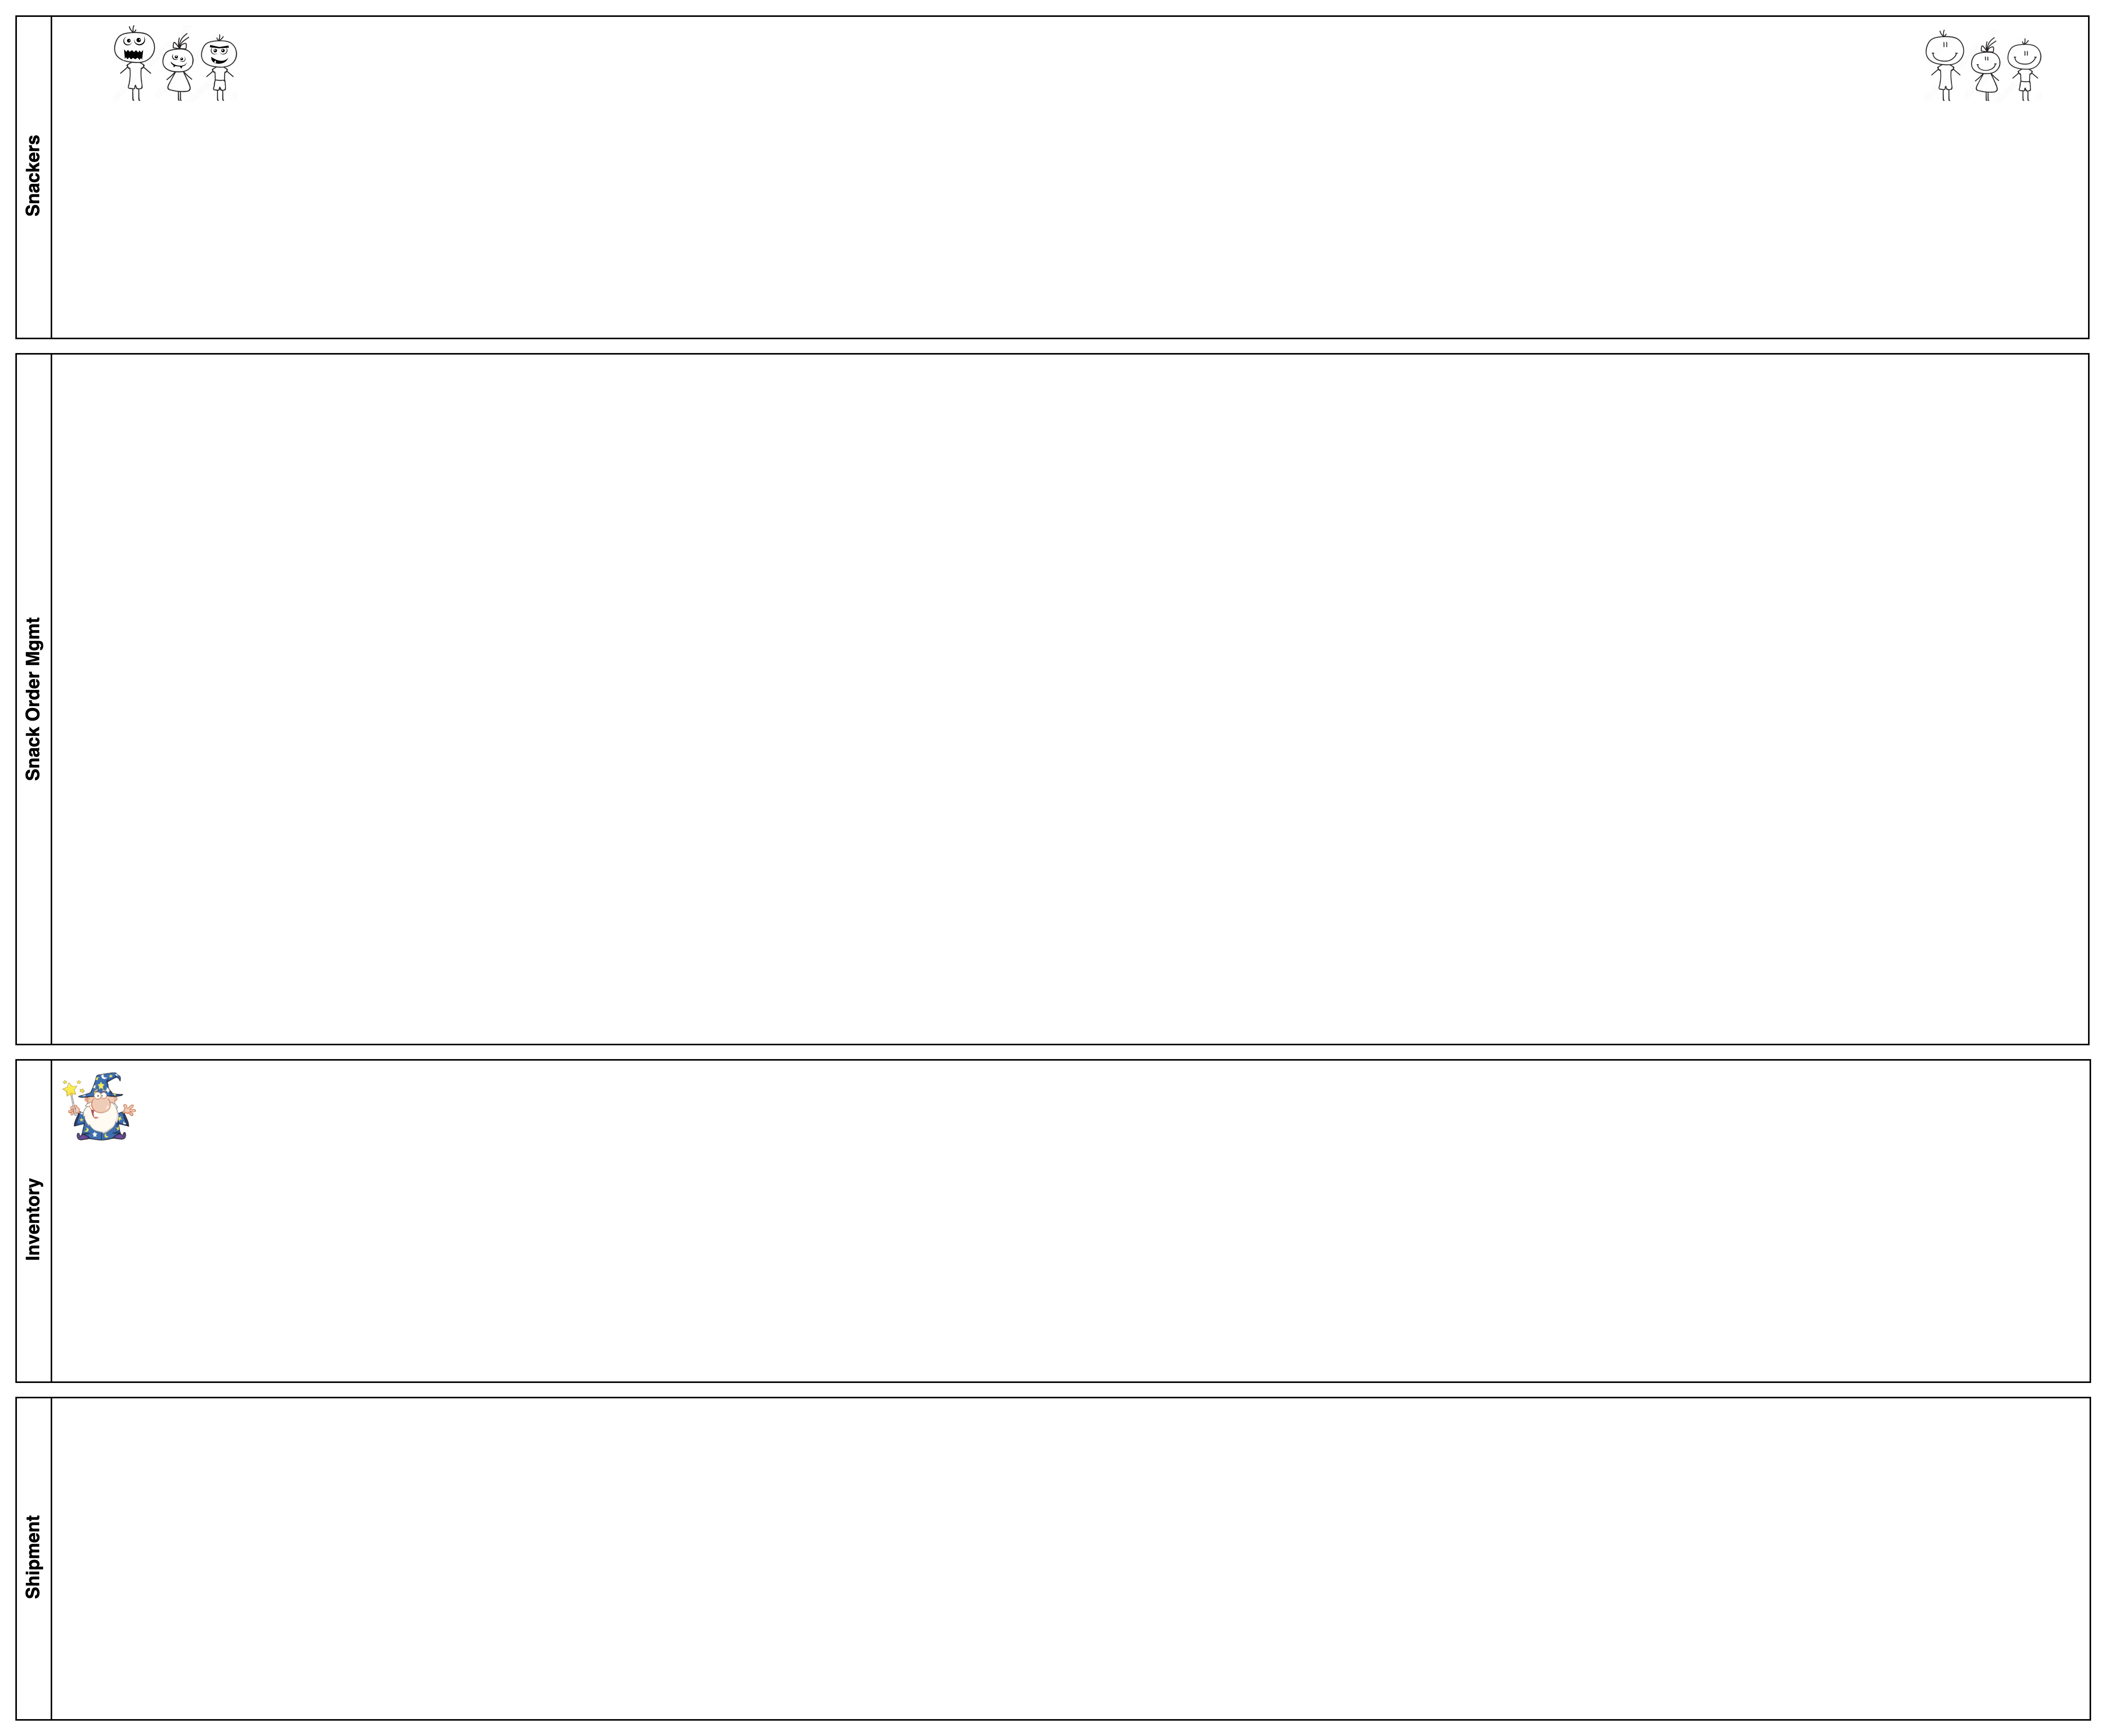 Snackers
Snack Order Mgmt
Inventory
Shipment